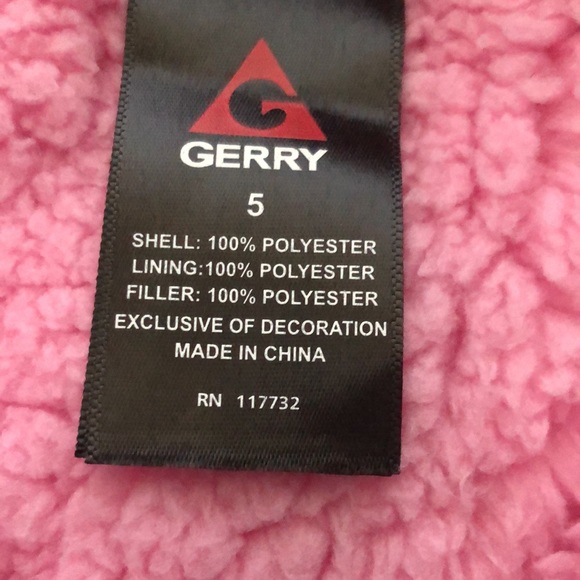 GERRY
5
SHELL: 100% POLYESTER
LINING:100% POLYESTER
FILLER: 100% POLYESTER
EXCLUSIVE OF DECORATION
MADE IN CHINA
RN 117732